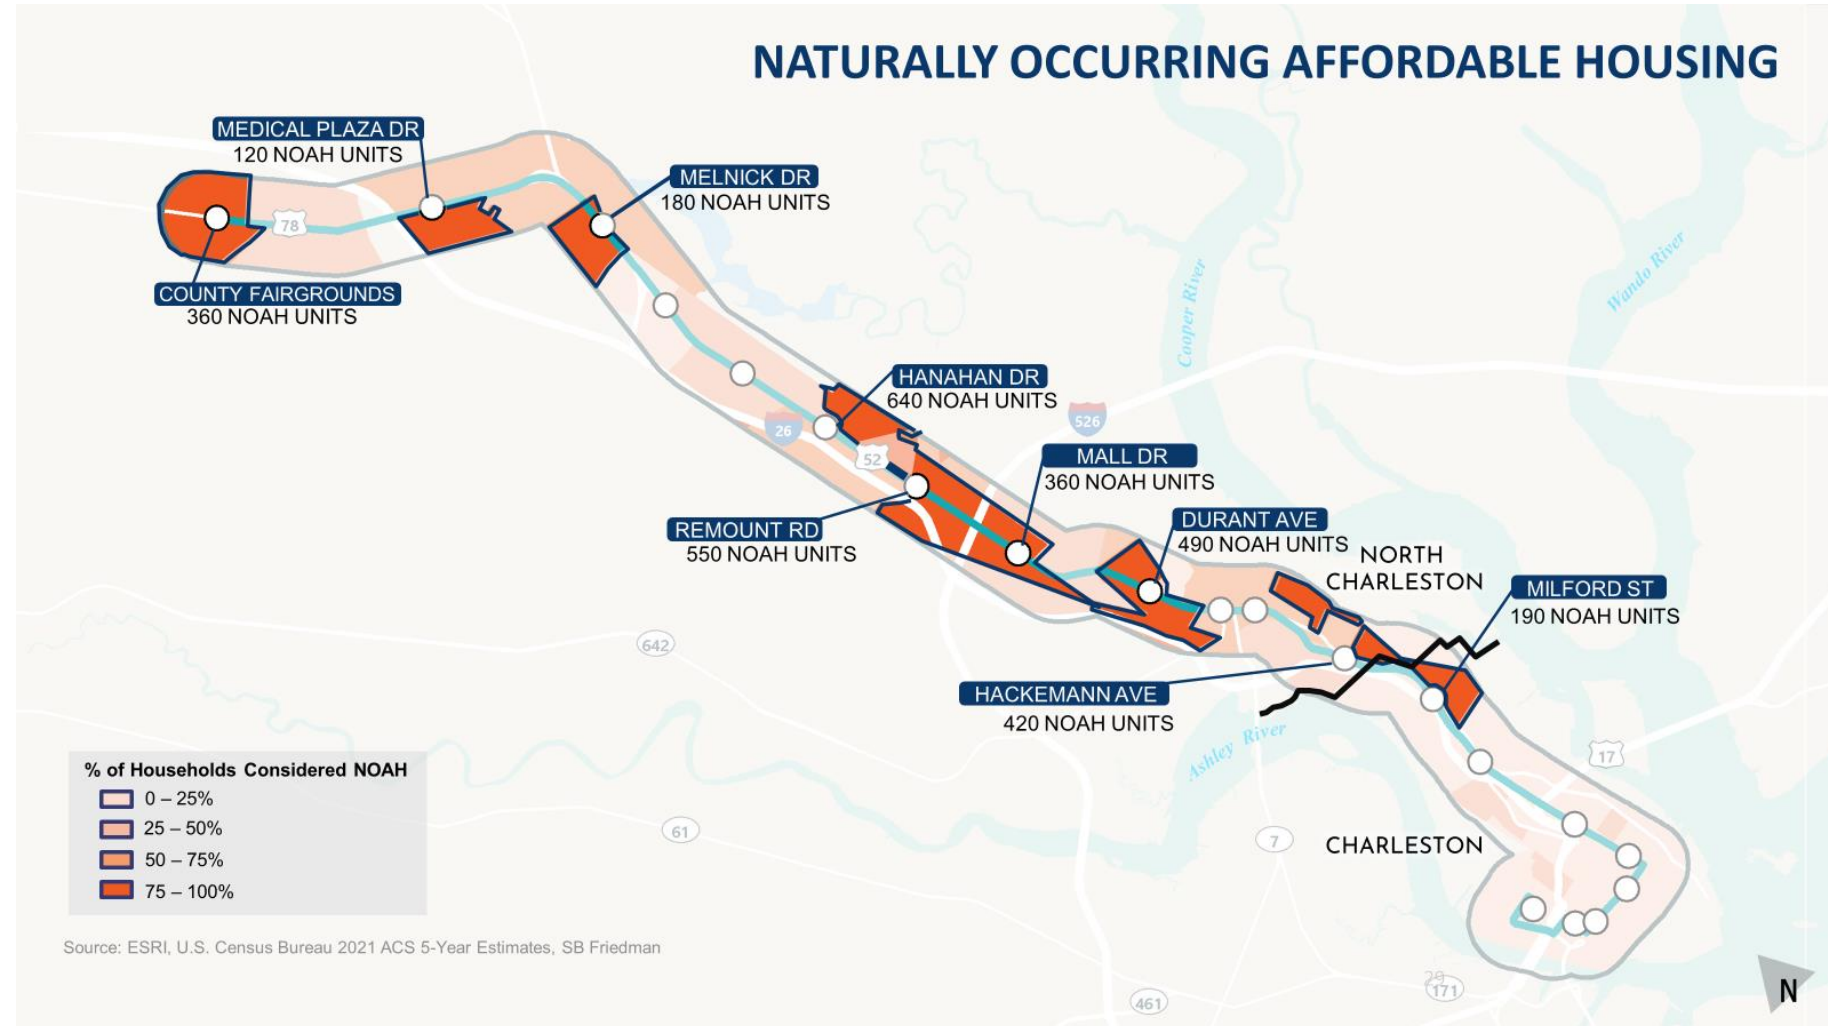 NATURALLY OCCURRING AFFORDABLE HOUSING
MEDICAL PLAZA DR
120 NOAH UNITS
MELNICK DR
180 NOAH UNITS
78
COUNTY FAIRGROUNDS
360 NOAH UNITS
Cooper River
Wando River
HANAHAN DR
640 NOAH UNITS
26
526
52
MALL DR
360 NOAH UNITS
REMOUNT RD
550 NOAH UNITS
DURANT AVE
490 NOAH UNITS
NORTH
CHARLESTON
MILFORD ST
190 NOAH UNITS
642
HACKEMANN AVE
420 NOAH UNITS
Ashley River
17
% of Households Considered NOAH
0 – 25%
25 – 50%
50 – 75%
75 – 100%
61
7
CHARLESTON
Source: ESRI, U.S. Census Bureau 2021 ACS 5-Year Estimates, SB Friedman
29
171
461
N